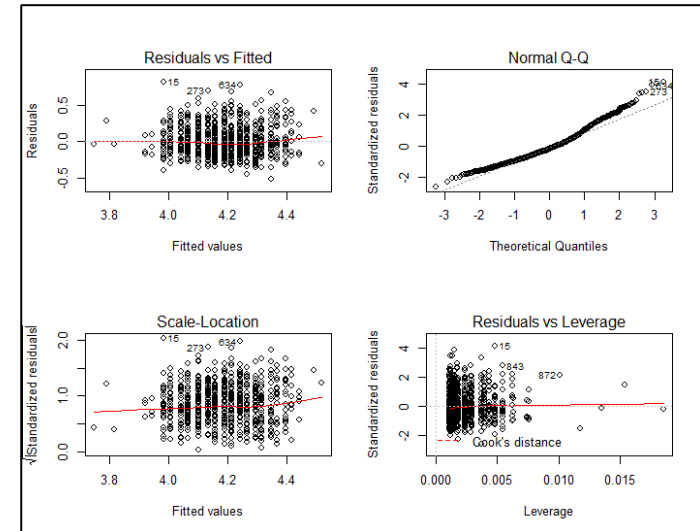 Residuals vs Fitted
Residuals
0.5
0.0
-0.5
15
273
634
3.8 4.0 4.2 4.4
Fitted values
Normal Q-Q
Standardized residuals
4
2
0
-2
273
-3 -2 -1 0 1 2 3
Theoretical Quantiles
Scale-Location
√|Standardized residuals|
2.0
1.0
0.0
15
273
634
3.8 4.0 4.2 4.4
Fitted values
Residuals vs Leverage
Standardized residuals
4
2
0
-2
15
843
872
Cook's distance
0.000 0.005 0.010 0.015
Leverage